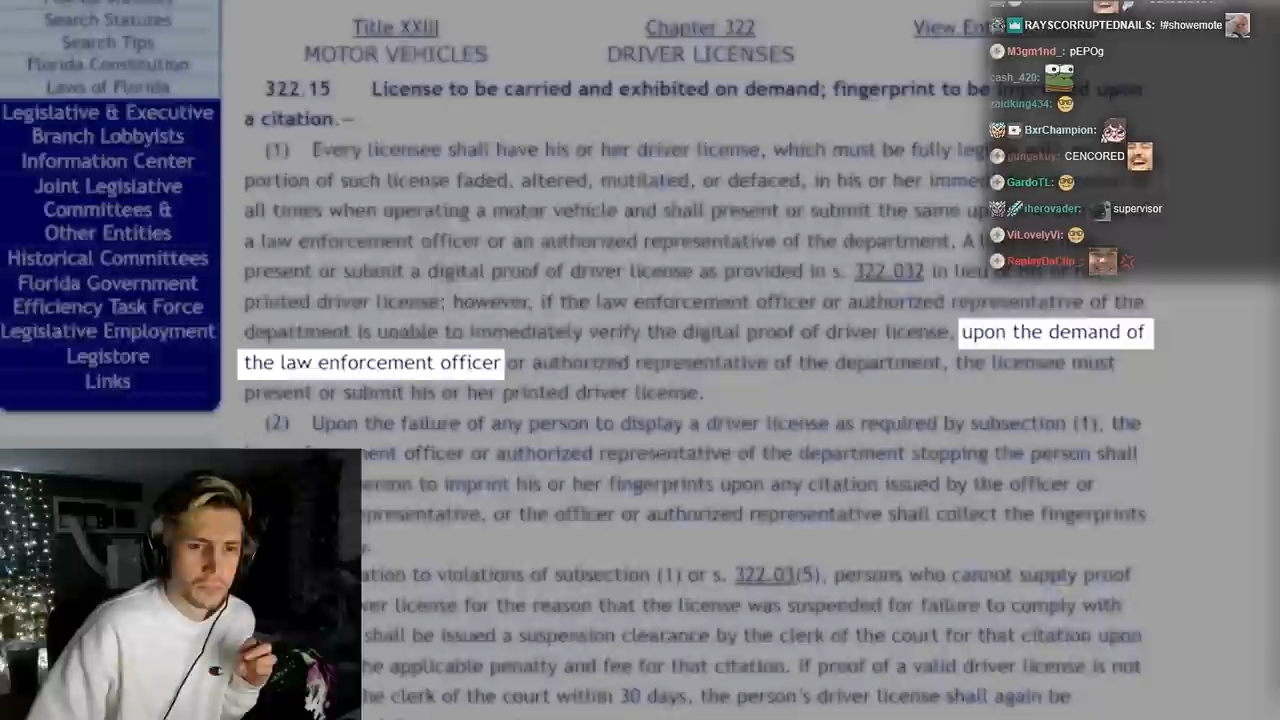 Search Statutes
Search Tips
Florida Constitution
Laws of Florida
Legislative & Executive
Branch Lobbyists
Information Center
Joint Legislative
Committees &
Other Entities
Historical Committees
Florida Government
Efficiency Task Force
Legislative Employment
Legistore
Links
Title XXIII
MOTOR VEHICLES
Chapter 322
DRIVER LICENSES
View
322.15 License to be carried and exhibited on demand; fingerprint to be upon
a citation.—
(1) Every licensee shall have his or her driver license, which must be fully
portion of such license faded, altered, mutilated, or defaced, in his or her
all times when operating a motor vehicle and shall present or submit the same
a law enforcement officer or an authorized representative of the department. A
present or submit a digital proof of driver license as provided in s. 322.032 in
printed driver license; however, if the law enforcement officer or authorized representative of the
department is unable to immediately verify the digital proof of driver license, upon the demand of
the law enforcement officer or authorized representative of the department, the licensee must
present or submit his or her printed driver license.
(2) Upon the failure of any person to display a driver license as required by subsection (1), the
officer or authorized representative of the department stopping the person shall
to imprint his or her fingerprints upon any citation issued by the officer or
or the officer or authorized representative shall collect the fingerprints
to violations of subsection (1) or s. 322.03(5), persons who cannot supply proof
license for the reason that the license was suspended for failure to comply with
shall be issued a suspension clearance by the clerk of the court for that citation upon
applicable penalty and fee for that citation. If proof of a valid driver license is not
clerk of the court within 30 days, the person's driver license shall again be
RAYSCORRUPTEDNAILS: !#showemote
M3gm1nd_: pEPOg
cash_420:
raidking434:
BxrChampion:
CENCORED
GardoTL:
iherovader: supervisor
ViLovelyVi:
ReplayDaClip_: